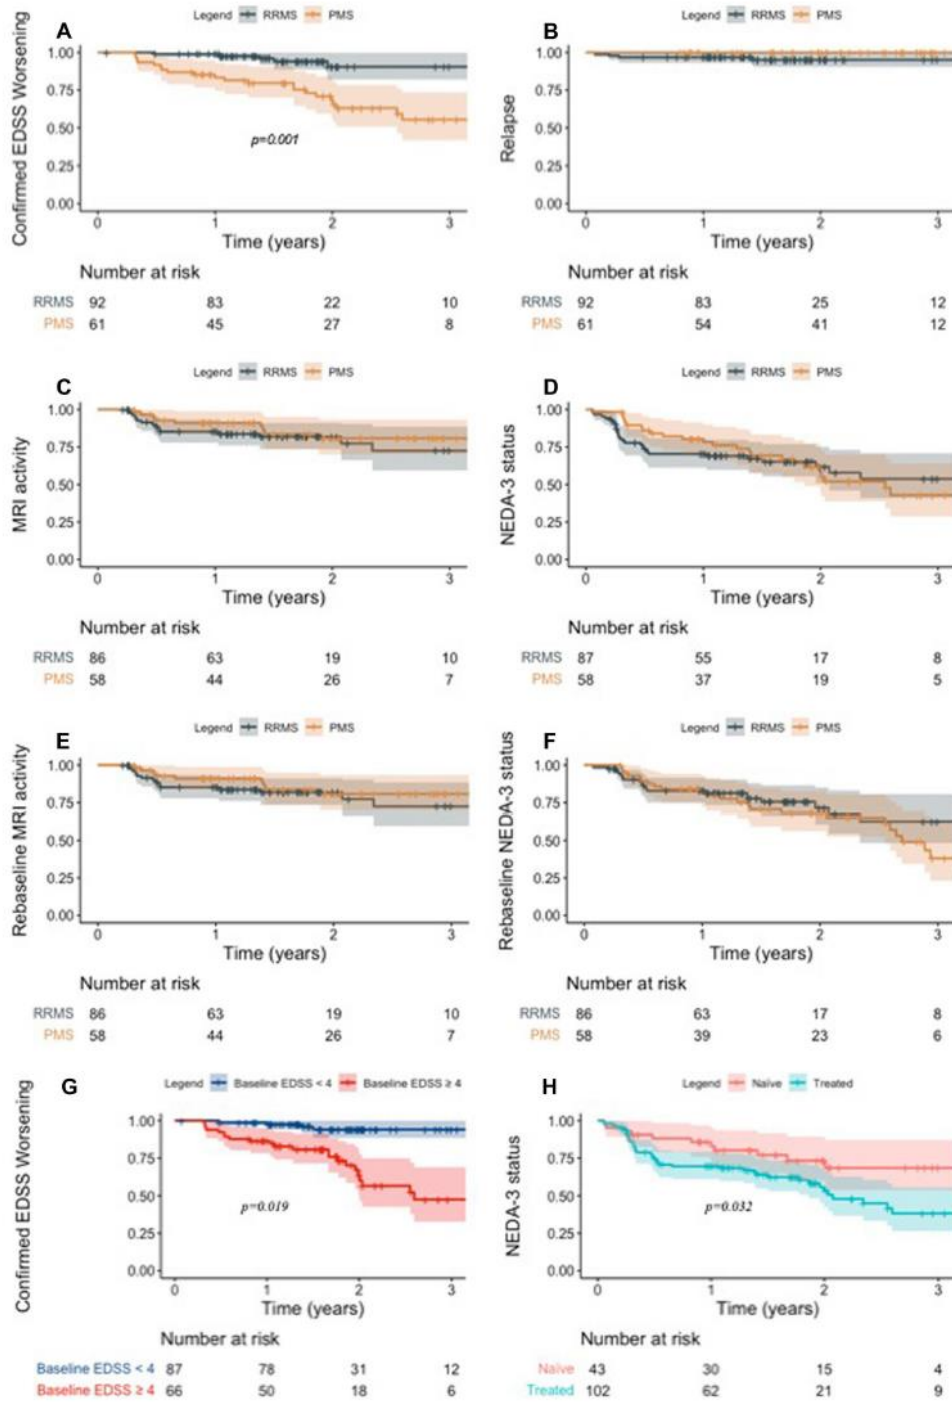 Legend RRMS PMS
A
Confirmed EDSS Worsening
1.00
0.75
0.50
0.25
0.00
p=0.001
0 1 2 3
Time (years)
Number at risk
RRMS 92 83 22 10
PMS 61 45 27 8
Legend RRMS PMS
B
Relapse
1.00
0.75
0.50
0.25
0.00
0 1 2 3
Time (years)
Number at risk
RRMS 92 83 25 12
PMS 61 54 41 12
Legend RRMS PMS
C
MRI activity
1.00
0.75
0.50
0.25
0.00
0 1 2 3
Time (years)
Number at risk
RRMS 86 63 19 10
PMS 58 44 26 7
Legend RRMS PMS
D
NEDA-3 status
1.00
0.75
0.50
0.25
0.00
0 1 2 3
Time (years)
Number at risk
RRMS 87 55 17 8
PMS 58 37 19 5
Legend RRMS PMS
E
Rebaseline MRI activity
1.00
0.75
0.50
0.25
0.00
0 1 2 3
Time (years)
Number at risk
RRMS 86 63 19 10
PMS 58 44 26 7
Legend RRMS PMS
F
Rebaseline NEDA-3 status
1.00
0.75
0.50
0.25
0.00
0 1 2 3
Time (years)
Number at risk
RRMS 86 63 17 8
PMS 58 39 23 6
G
Legend Baseline EDSS < 4 Baseline EDSS ≥ 4
Confirmed EDSS Worsening
1.00
0.75
0.50
0.25
0.00
p=0.019
0 1 2 3
Time (years)
Number at risk
Baseline EDSS < 4 87 78 31 12
Baseline EDSS ≥ 4 66 50 18 6
H
Legend Naïve Treated
NEDA-3 status
1.00
0.75
0.50
0.25
0.00
p=0.032
0 1 2 3
Time (years)
Number at risk
Naïve 43 30 15 4
Treated 102 62 21 9